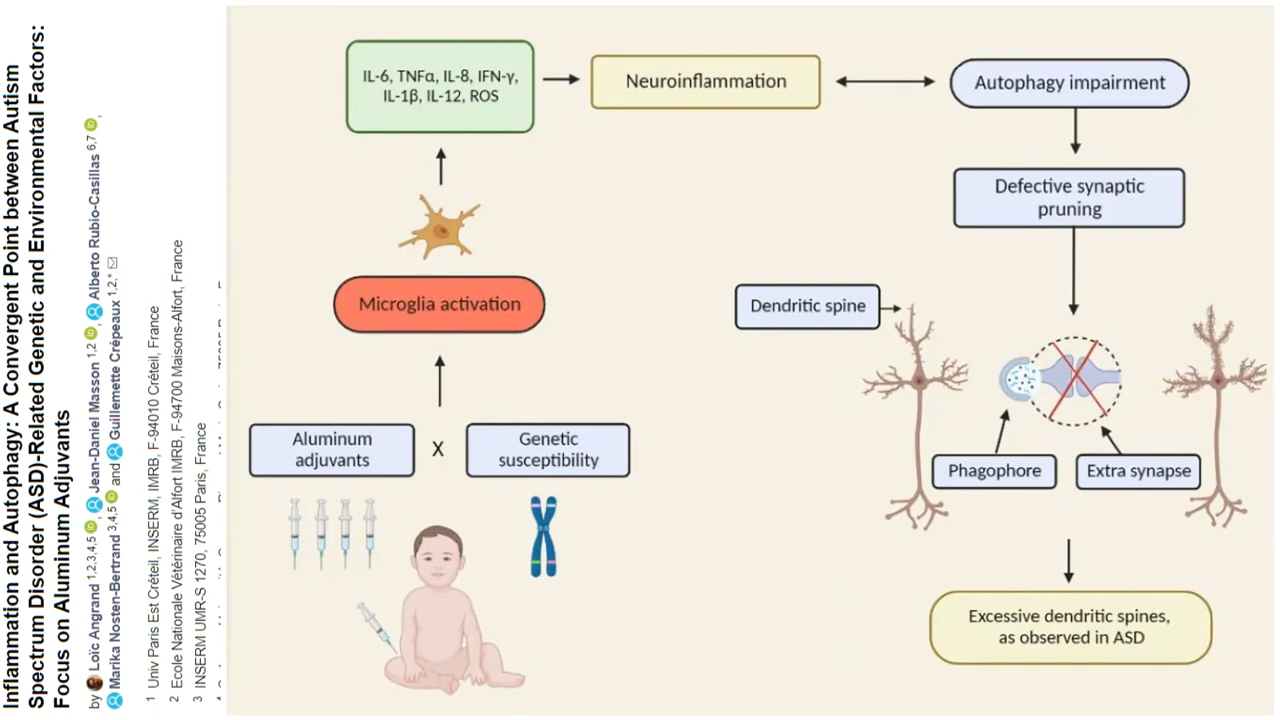 Inflammation and Autophagy: A Convergent Point between Autism
Spectrum Disorder (ASD)-Related Genetic and Environmental Factors:
Focus on Aluminum Adjuvants
by Loïc Angrand 1,2,3,4,5, Jean-Daniel Masson 1,2, Alberto Rubio-Casillas 6,7,
Marika Nosten-Bertrand 3,4,5 and Guillemette Crépeaux 1,2,*
1 Univ Paris Est Créteil, INSERM, IMRB, F-94010 Créteil, France
2 Ecole Nationale Vétérinaire d'Alfort IMRB, F-94700 Maisons-Alfort, France
3 INSERM UMR-S 1270, 75005 Paris, France
IL-6, TNFα, IL-8, IFN-γ,
IL-1β, IL-12, ROS
Neuroinflammation
Autophagy impairment
Defective synaptic
pruning
Microglia activation
Dendritic spine
Aluminum
adjuvants
X
Genetic
susceptibility
Phagophore
Extra synapse
Excessive dendritic spines,
as observed in ASD